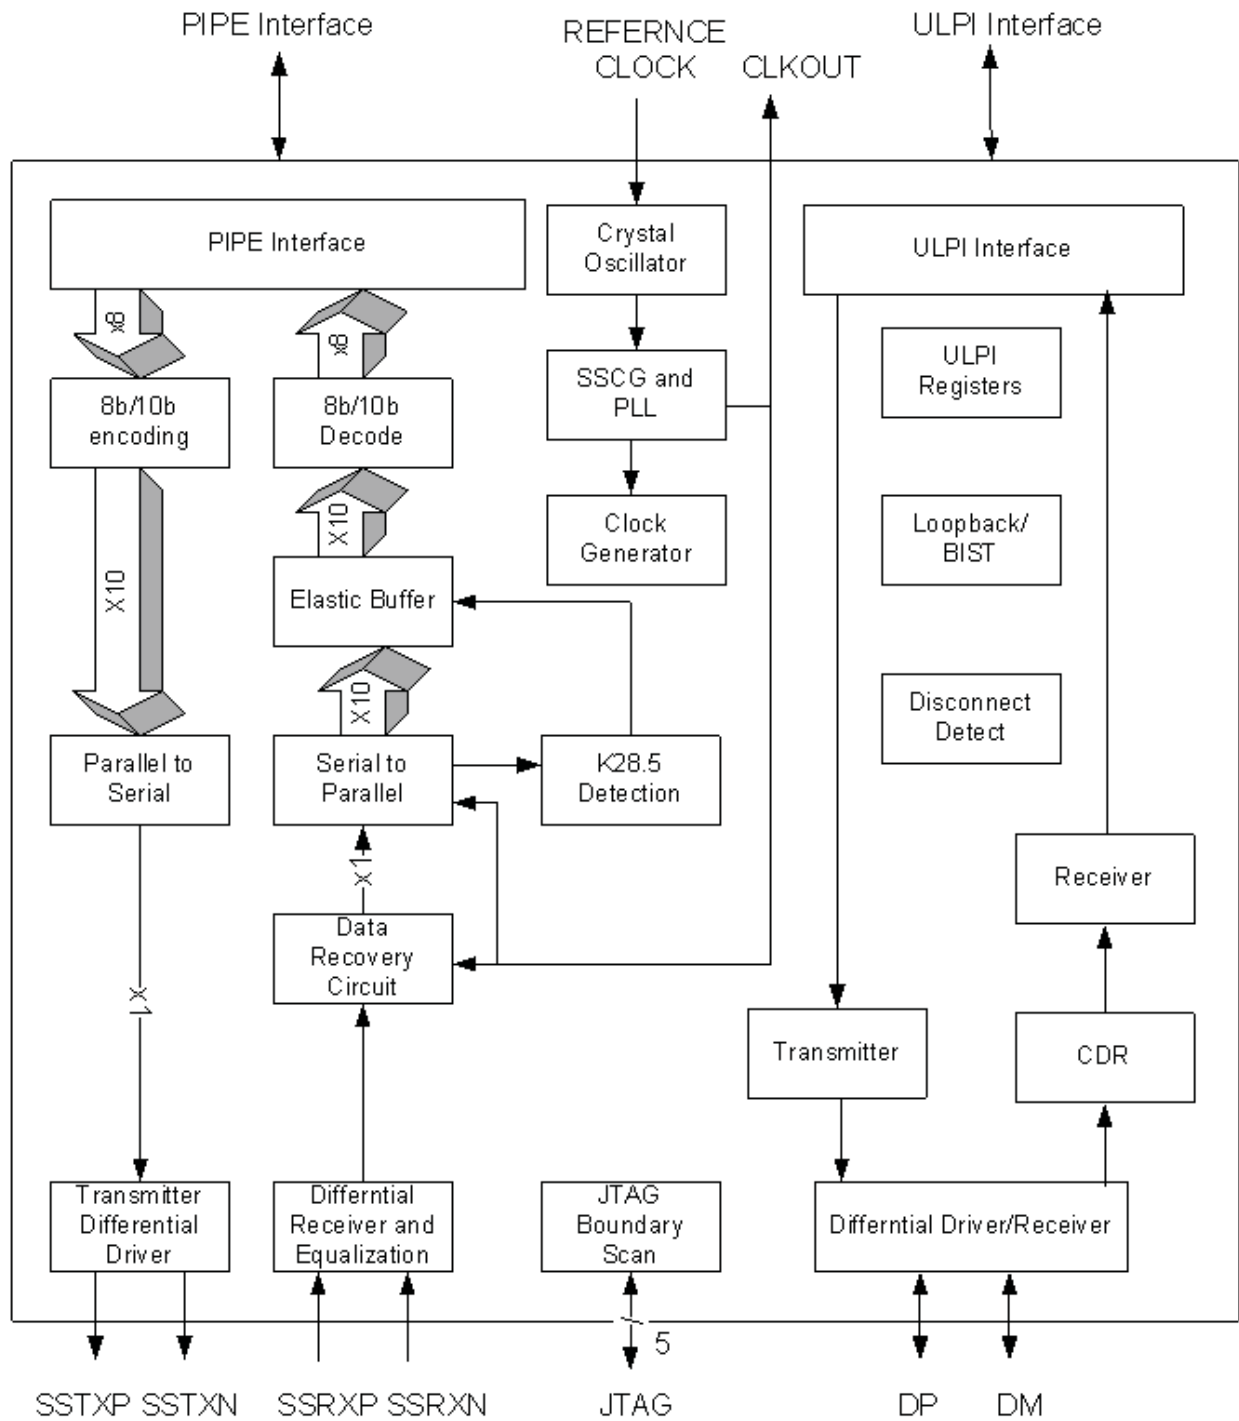 PIPE Interface
REFERNCE
CLOCK
CLKOUT
ULPI Interface
PIPE Interface
Crystal
Oscillator
ULPI Interface
x8
x8
8b/10b
encoding
8b/10b
Decode
SSCG and
PLL
ULPI
Registers
X10
X10
Elastic Buffer
Clock
Generator
Loopback/
BIST
X10
Parallel to
Serial
Serial to
Parallel
K28.5
Detection
Disconnect
Detect
X1
X1
Data
Recovery
Circuit
Receiver
Transmitter
CDR
Transmitter
Differential
Driver
Differntial
Receiver and
Equalization
JTAG
Boundary
Scan
Differntial Driver/Receiver
5
SSTXP SSTXN
SSRXP SSRXN
JTAG
DP
DM